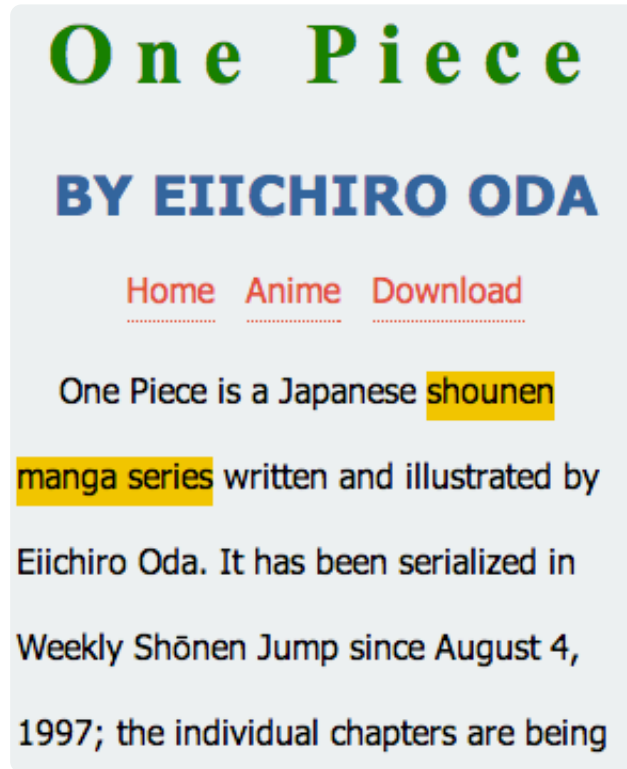 One Piece
BY EIICHIRO ODA
Home Anime Download
One Piece is a Japanese shounen
manga series written and illustrated by
Eiichiro Oda. It has been serialized in
Weekly Shōnen Jump since August 4,
1997; the individual chapters are being